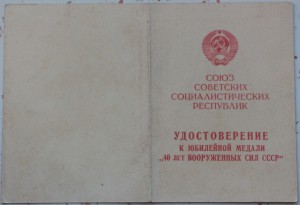 СОЮЗ
СОВЕТСКИХ
СОЦИАЛИСТИЧЕСКИХ
РЕСПУБЛИК
УДОСТОВЕРЕНИЕ
К ЮБИЛЕЙНОЙ МЕДАЛИ
„40 ЛЕТ ВООРУЖЕННЫХ СИЛ СССР“